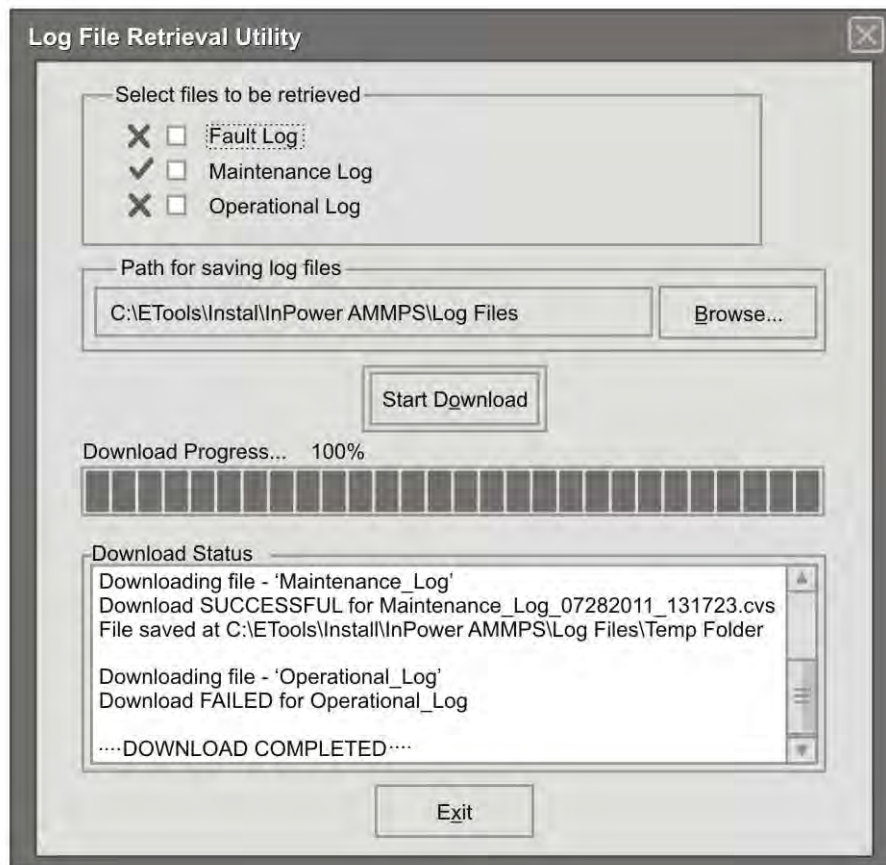 Log File Retrieval Utility
Select files to be retrieved
Fault Log
Maintenance Log
Operational Log
Path for saving log files
C:\ETools\Instal\InPower AMMPS\Log Files
Browse...
Start Download
Download Progress... 100%
Download Status
Downloading file - ‘Maintenance_Log’
Download SUCCESSFUL for Maintenance_Log_07282011_131723.cvs
File saved at C:\ETools\Install\InPower AMMPS\Log Files\Temp Folder
Downloading file - ‘Operational_Log’
Download FAILED for Operational_Log
····DOWNLOAD COMPLETED····
Exit